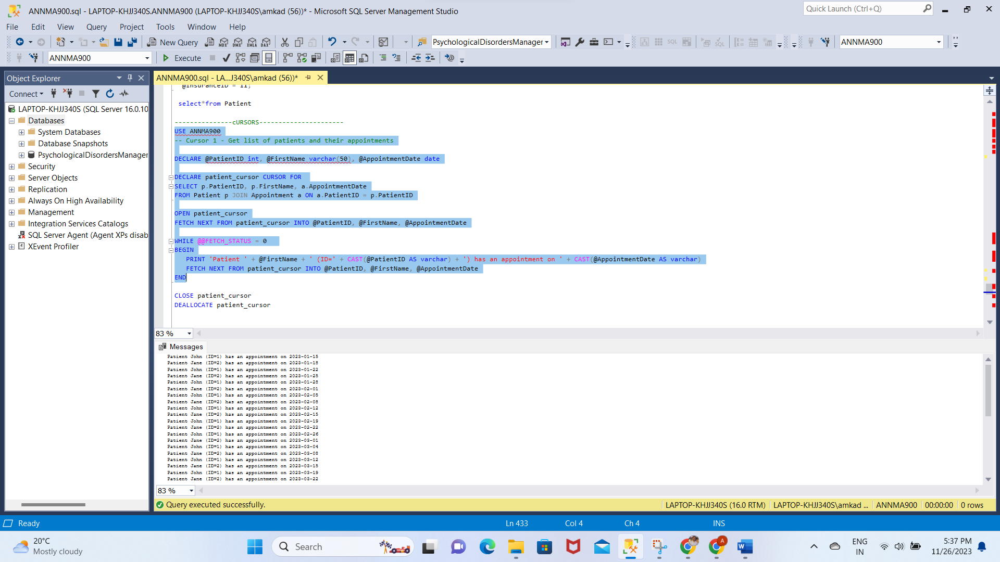 ANNMA900.sql - LAPTOP-KHJJ340S.ANNMA900 (LAPTOP-KHJJ340S\amkad (56))* - Microsoft SQL Server Management Studio
Quick Launch (Ctrl+Q)
File Edit View Query Project Tools Window Help
New Query MDX DMX XMLA DAX PsychologicalDisordersManager ANNMA900
ANNMA900 Execute
Object Explorer
ANNMA900.sql - LA...J340S\amkad (56))*
Connect
LAPTOP-KHJJ340S (SQL Server 16.0.10
Databases
System Databases
Database Snapshots
PsychologicalDisordersManager
Security
Server Objects
Replication
Always On High Availability
Management
Integration Services Catalogs
SQL Server Agent (Agent XPs disab
XEvent Profiler
@InsuranceID = 11;
select*from Patient
---------------cURSORS----------------------
USE ANNMA900
-- Cursor 1 - Get list of patients and their appointments
DECLARE @PatientID int, @FirstName varchar(50), @AppointmentDate date
DECLARE patient_cursor CURSOR FOR
SELECT p.PatientID, p.FirstName, a.AppointmentDate
FROM Patient p JOIN Appointment a ON a.PatientID = p.PatientID
OPEN patient_cursor
FETCH NEXT FROM patient_cursor INTO @PatientID, @FirstName, @AppointmentDate
WHILE @@FETCH_STATUS = 0
BEGIN
PRINT 'Patient ' + @FirstName + ' (ID=' + CAST(@PatientID AS varchar) + ') has an appointment on ' + CAST(@AppointmentDate AS varchar)
FETCH NEXT FROM patient_cursor INTO @PatientID, @FirstName, @AppointmentDate
END
CLOSE patient_cursor
DEALLOCATE patient_cursor
83 %
Messages
Patient John (ID=1) has an appointment on 2023-01-15
Patient Jane (ID=2) has an appointment on 2023-01-18
Patient John (ID=1) has an appointment on 2023-01-22
Patient Jane (ID=2) has an appointment on 2023-01-25
Patient John (ID=1) has an appointment on 2023-01-28
Patient Jane (ID=2) has an appointment on 2023-02-01
Patient John (ID=1) has an appointment on 2023-02-05
Patient Jane (ID=2) has an appointment on 2023-02-08
Patient John (ID=1) has an appointment on 2023-02-12
Patient Jane (ID=2) has an appointment on 2023-02-15
Patient John (ID=1) has an appointment on 2023-02-19
Patient Jane (ID=2) has an appointment on 2023-02-22
Patient John (ID=1) has an appointment on 2023-02-26
Patient Jane (ID=2) has an appointment on 2023-03-01
Patient John (ID=1) has an appointment on 2023-03-04
Patient Jane (ID=2) has an appointment on 2023-03-08
Patient John (ID=1) has an appointment on 2023-03-12
Patient Jane (ID=2) has an appointment on 2023-03-15
Patient John (ID=1) has an appointment on 2023-03-19
Patient Jane (ID=2) has an appointment on 2023-03-22
83 %
Query executed successfully. LAPTOP-KHJJ340S (16.0 RTM) LAPTOP-KHJJ340S\amkad ... ANNMA900 00:00:00 0 rows
Ready Ln 433 Col 4 Ch 4 INS
20°C
Mostly cloudy
Search
ENG
IN
5:37 PM
11/26/2023